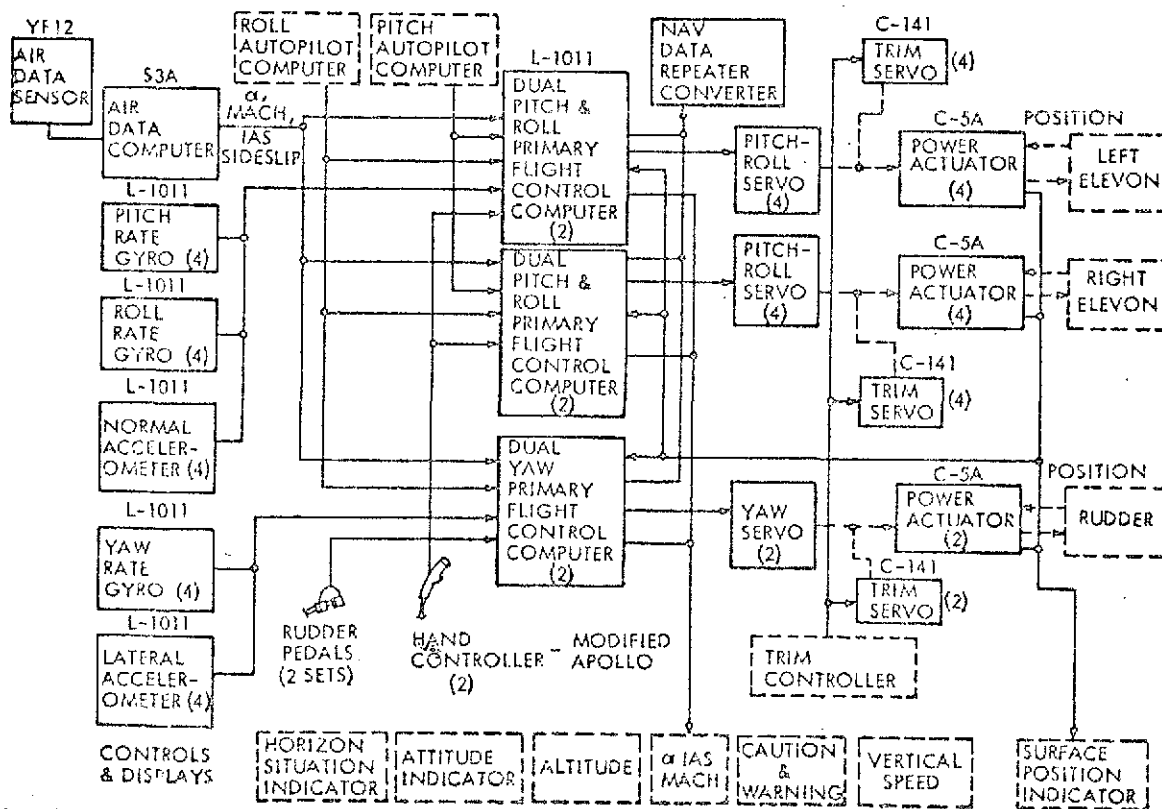 YF12
AIR
DATA
SENSOR
S3A
AIR
DATA
COMPUTER
α,
MACH,
IAS
SIDESLIP
ROLL
AUTOPILOT
COMPUTER
PITCH
AUTOPILOT
COMPUTER
L-1011
DUAL
PITCH &
ROLL
PRIMARY
FLIGHT
CONTROL
COMPUTER
(2)
NAV
DATA
REPEATER
CONVERTER
C-141
TRIM
SERVO
(4)
PITCH-
ROLL
SERVO
(4)
C-5A
POWER
ACTUATOR
(4)
POSITION
LEFT
ELEVON
L-1011
PITCH
RATE
GYRO (4)
L-1011
ROLL
RATE
GYRO (4)
DUAL
PITCH &
ROLL
PRIMARY
FLIGHT
CONTROL
COMPUTER
(2)
PITCH-
ROLL
SERVO
(4)
C-5A
POWER
ACTUATOR
(4)
RIGHT
ELEVON
C-141
TRIM
SERVO
(4)
L-1011
NORMAL
ACCELER-
OMETER (4)
L-1011
YAW
RATE
GYRO (4)
DUAL
YAW
PRIMARY
FLIGHT
CONTROL
COMPUTER
(2)
YAW
SERVO
(2)
C-5A
POWER
ACTUATOR
(2)
POSITION
RUDDER
C-141
TRIM
SERVO
(2)
L-1011
LATERAL
ACCELER-
OMETER (4)
RUDDER
PEDALS
(2 SETS)
HAND
CONTROLLER - MODIFIED
(2)
APOLLO
TRIM
CONTROLLER
CONTROLS
& DISPLAYS
HORIZON
SITUATION
INDICATOR
ATTITUDE
INDICATOR
ALTITUDE
α IAS
MACH
CAUTION
&
WARNING
VERTICAL
SPEED
SURFACE
POSITION
INDICATOR